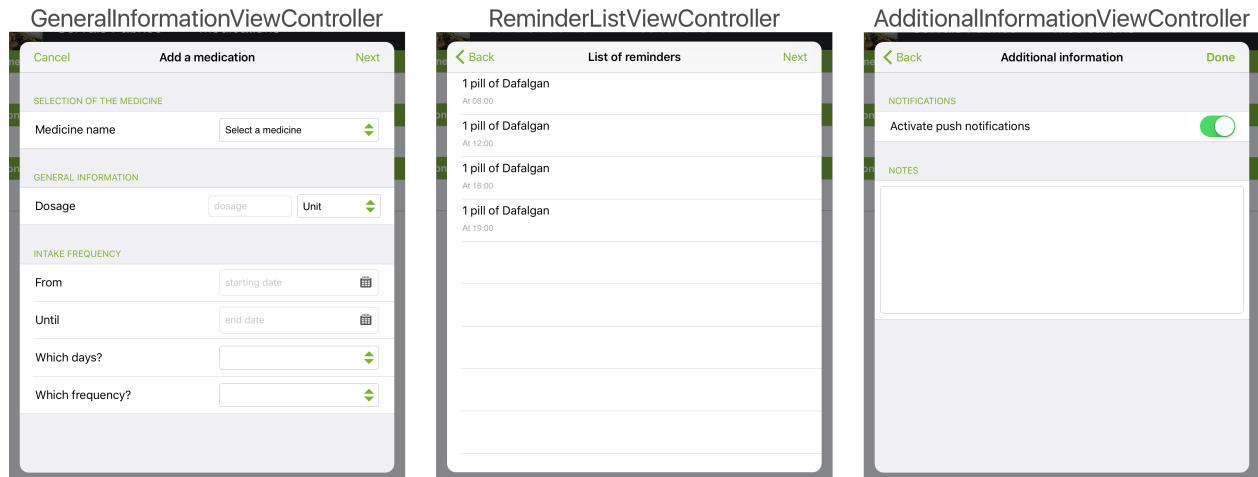 GeneralInformationViewController
Cancel Add a medication Next
SELECTION OF THE MEDICINE
Medicine name Select a medicine
GENERAL INFORMATION
Dosage dosage Unit
INTAKE FREQUENCY
From starting date
Until end date
Which days?
Which frequency?
ReminderListViewController
Back List of reminders Next
1 pill of Dafalgan
At 08:00
1 pill of Dafalgan
At 12:00
1 pill of Dafalgan
At 16:00
1 pill of Dafalgan
At 19:00
AdditionalInformationViewController
Back Additional information Done
NOTIFICATIONS
Activate push notifications
NOTES